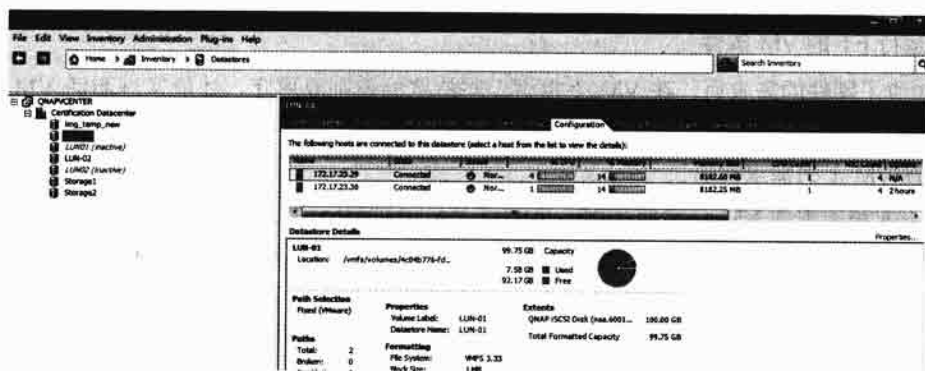 File Edit View Inventory Administration Plug-ins Help
Home Inventory Datastores
Search Inventory
QNAPVCENTER
Certification Datacenter
img_temp_new
LUN01 (inactive)
LUN-02
LUN02 (inactive)
Storage1
Storage2
LUN-01
Configuration
The following hosts are connected to this datastore (select a host from the list to view the details):
172.17.23.29 Connected Nor... 4 14 8182.60 MB 1 4 N/A
172.17.23.30 Connected Nor... 1 14 8182.25 MB 1 4 2 hours
Datastore Details
Properties...
LUN-01 99.75 GB Capacity
Location: /vmfs/volumes/4c04b776-fd...
7.58 GB Used
92.17 GB Free
Path Selection
Fixed (VMware)
Properties
Volume Label: LUN-01
Datastore Name: LUN-01
Extents
QNAP iSCSI Disk (naa.6001... 100.00 GB
Total Formatted Capacity 99.75 GB
Paths
Total: 2
Broken: 0
Formatting
File System: VMFS 3.33
Block Size: 1 MB